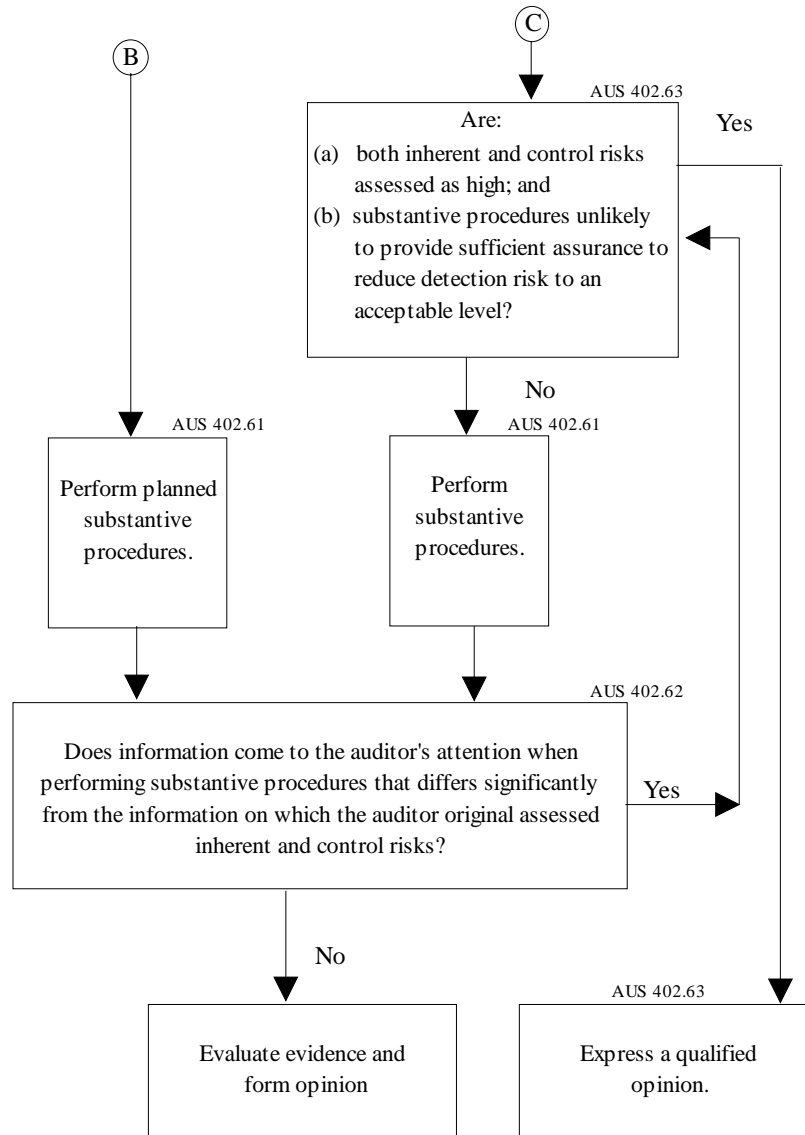 C
B
AUS 402.63
Are:
Yes
(a) both inherent and control risks
assessed as high; and
(b) substantive procedures unlikely
to provide sufficient assurance to
reduce detection risk to an
acceptable level?
No
AUS 402.61
AUS 402.61
Perform planned
substantive
procedures.
Perform
substantive
procedures.
AUS 402.62
Does information come to the auditor's attention when
performing substantive procedures that differs significantly
from the information on which the auditor original assessed
inherent and control risks?
Yes
No
AUS 402.63
Evaluate evidence and
form opinion
Express a qualified
opinion.